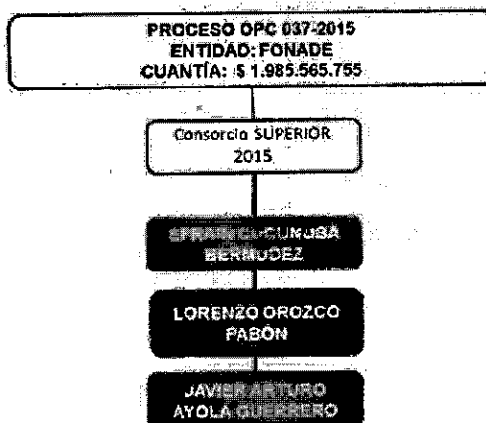 PROCESO OPC 037-2015
ENTIDAD: FONADE
CUANTÍA: $ 1.985.565.755
Consorcio SUPERIOR
2015
CUNUBÁ
BERMUDEZ
LORENZO OROZCO
PABÓN
JAVIER ARTURO
AYOLA GUERRERO